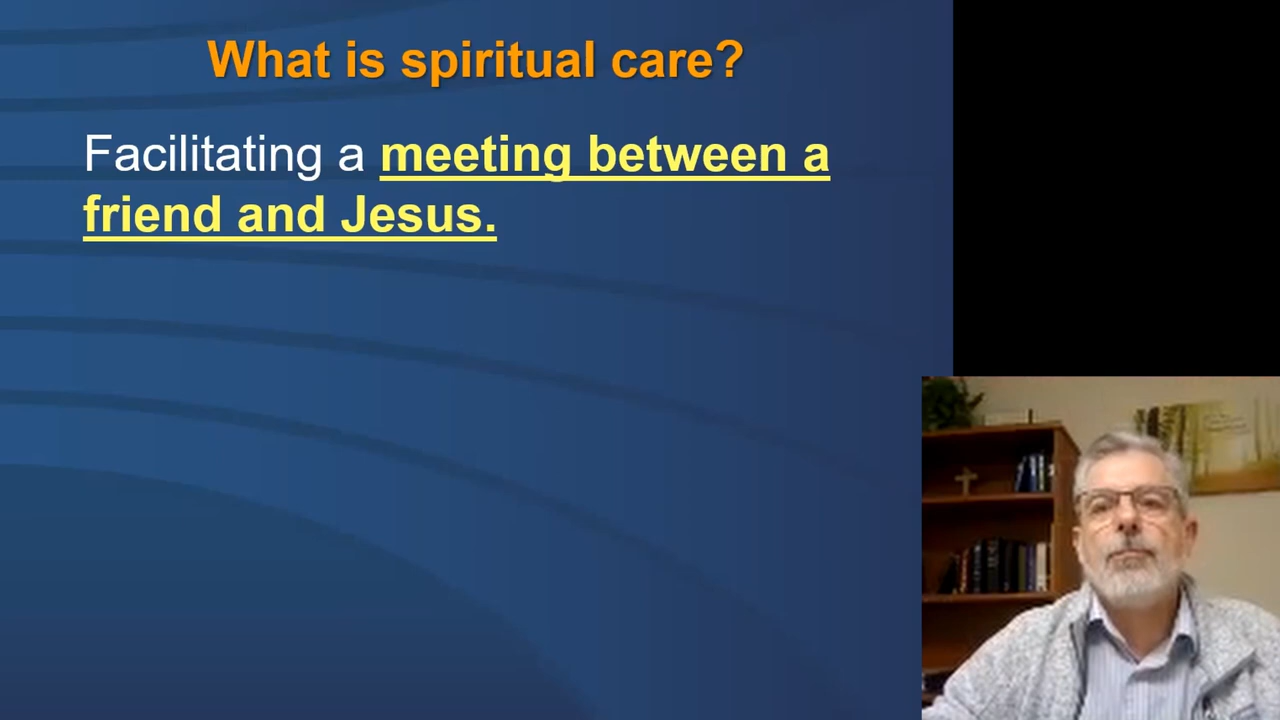 What is spiritual care?
Facilitating a meeting between a
friend and Jesus.